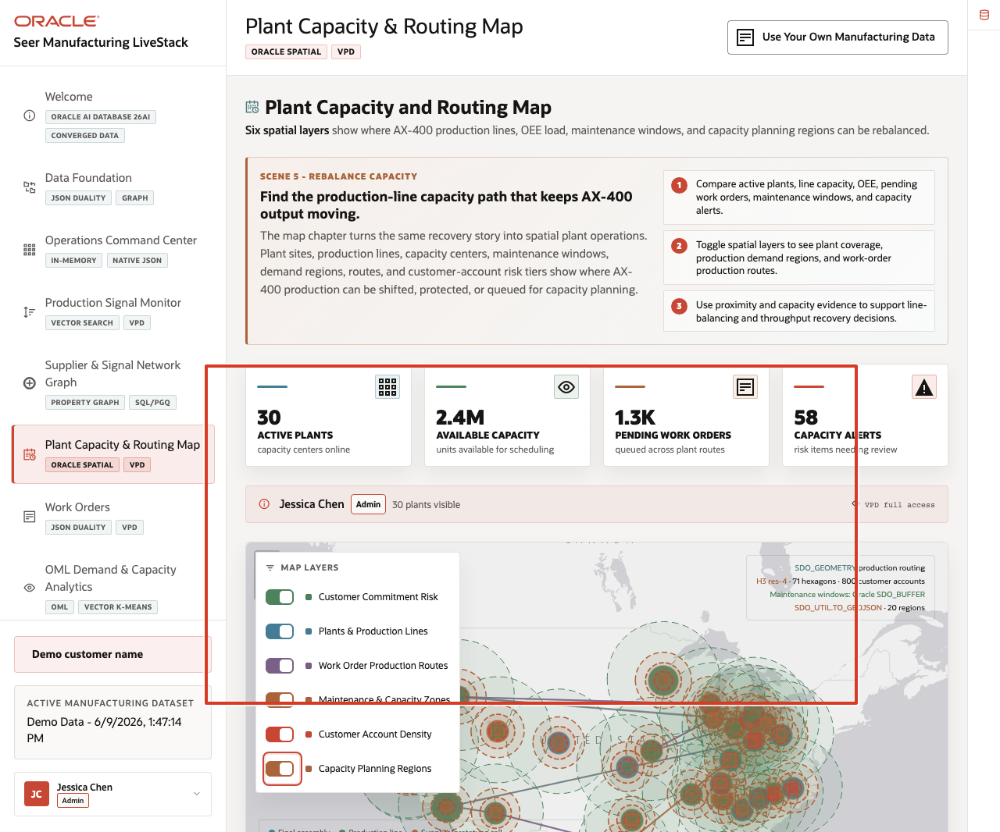 ORACLE
Seer Manufacturing LiveStack
Welcome
ORACLE AI DATABASE 26AI
CONVERGED DATA
Data Foundation
JSON DUALITY
GRAPH
Operations Command Center
IN-MEMORY
NATIVE JSON
Production Signal Monitor
VECTOR SEARCH
VPD
Supplier & Signal Network
Graph
PROPERTY GRAPH
SQL/PGQ
Plant Capacity & Routing Map
ORACLE SPATIAL
VPD
Work Orders
JSON DUALITY
VPD
OML Demand & Capacity
Analytics
OML
VECTOR K-MEANS
Demo customer name
ACTIVE MANUFACTURING DATASET
Demo Data - 6/9/2026, 1:47:14
PM
JC
Jessica Chen
Admin
Plant Capacity & Routing Map
ORACLE SPATIAL
VPD
Use Your Own Manufacturing Data
Plant Capacity and Routing Map
Six spatial layers show where AX-400 production lines, OEE load, maintenance windows, and capacity planning regions can be rebalanced.
SCENE 5 - REBALANCE CAPACITY
Find the production-line capacity path that keeps AX-400
output moving.
The map chapter turns the same recovery story into spatial plant operations.
Plant sites, production lines, capacity centers, maintenance windows,
demand regions, routes, and customer-account risk tiers show where AX-
400 production can be shifted, protected, or queued for capacity planning.
1
Compare active plants, line capacity, OEE, pending
work orders, maintenance windows, and capacity
alerts.
2
Toggle spatial layers to see plant coverage,
production demand regions, and work-order
production routes.
3
Use proximity and capacity evidence to support line-
balancing and throughput recovery decisions.
30
ACTIVE PLANTS
capacity centers online
2.4M
AVAILABLE CAPACITY
units available for scheduling
1.3K
PENDING WORK ORDERS
queued across plant routes
58
CAPACITY ALERTS
risk items needing review
Jessica Chen
Admin
30 plants visible
VPD full access
MAP LAYERS
Customer Commitment Risk
Plants & Production Lines
Work Order Production Routes
Maintenance & Capacity Zones
Customer Account Density
Capacity Planning Regions
SDO_GEOMETRY production routing
H3 res-4 · 71 hexagons · 800 customer accounts
Maintenance windows: Oracle SDO_BUFFER
SDO_UTIL.TO_GEOJSON · 20 regions
UNITED STATES